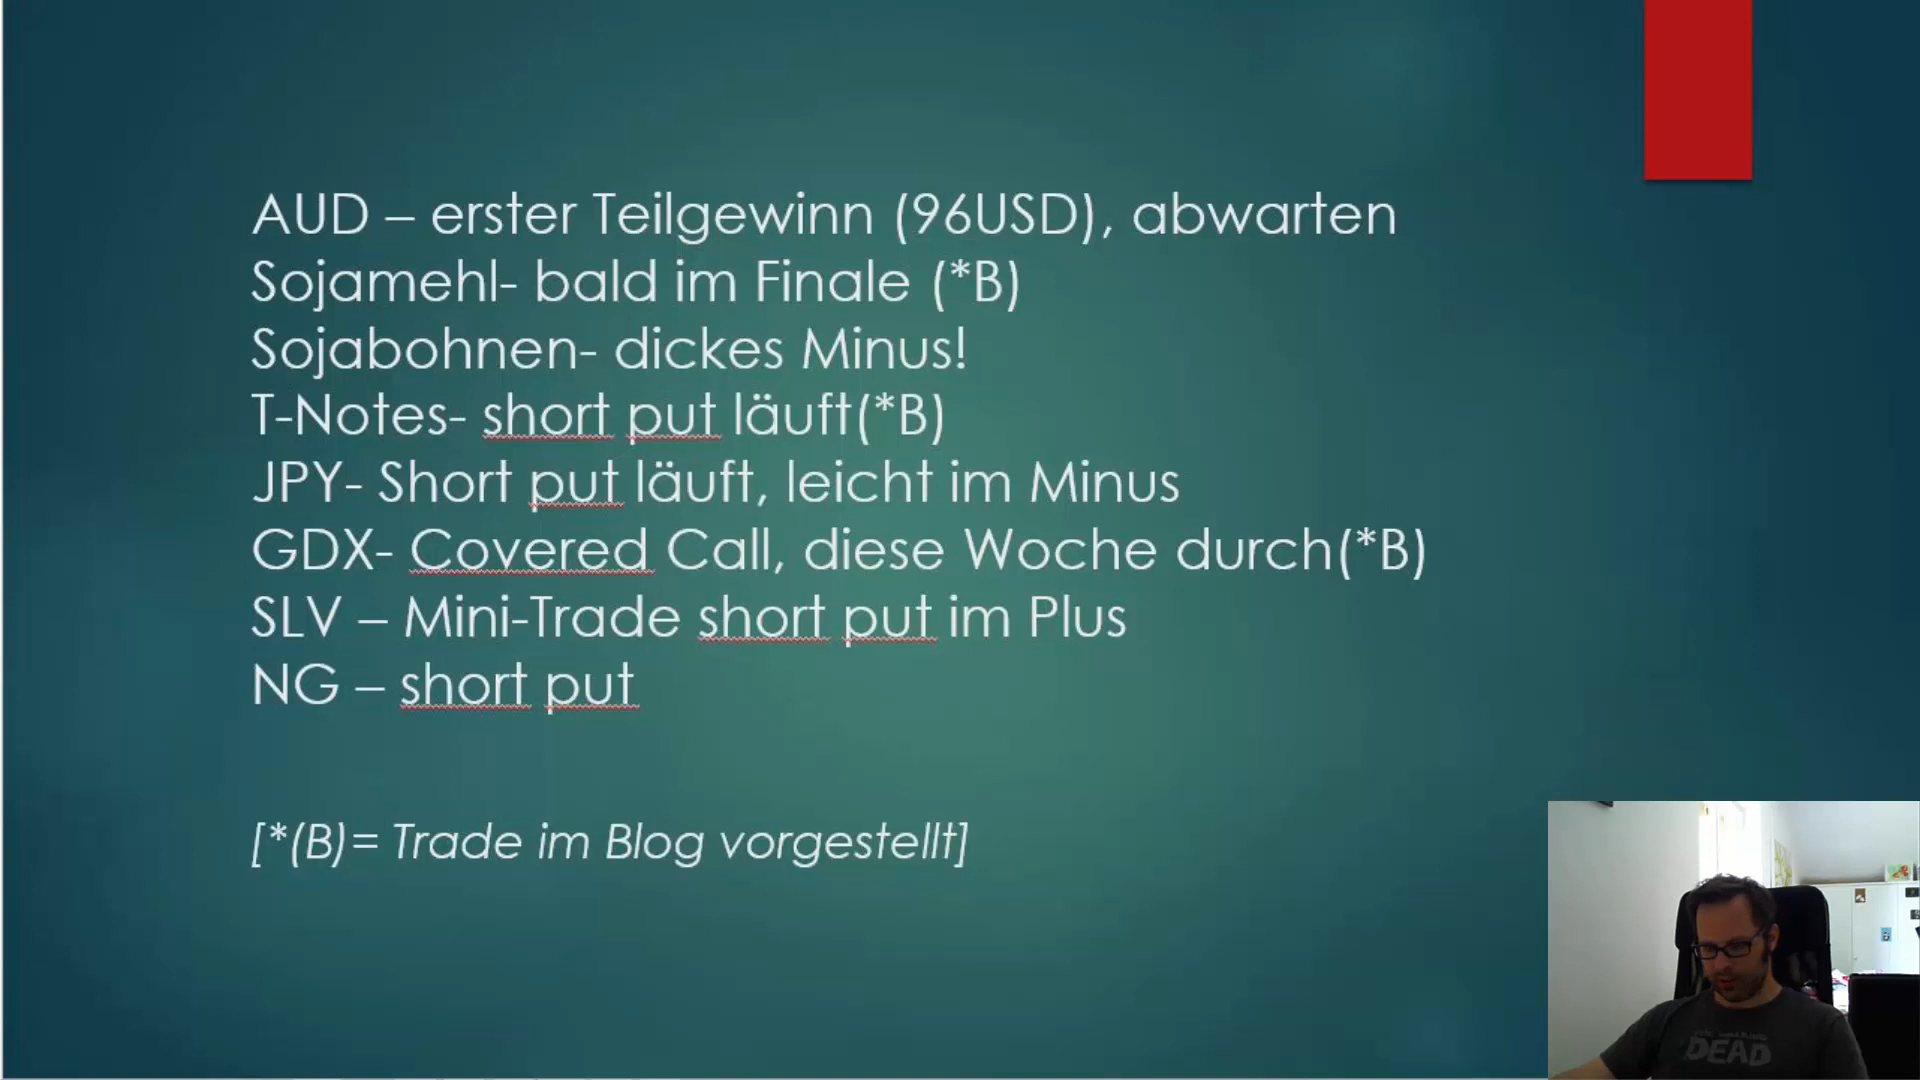 AUD – erster Teilgewinn (96USD), abwarten
Sojamehl- bald im Finale (*B)
Sojabohnen- dickes Minus!
T-Notes- short put läuft(*B)
JPY- Short put läuft, leicht im Minus
GDX- Covered Call, diese Woche durch(*B)
SLV – Mini-Trade short put im Plus
NG – short put
[*(B)= Trade im Blog vorgestellt]
DEAD